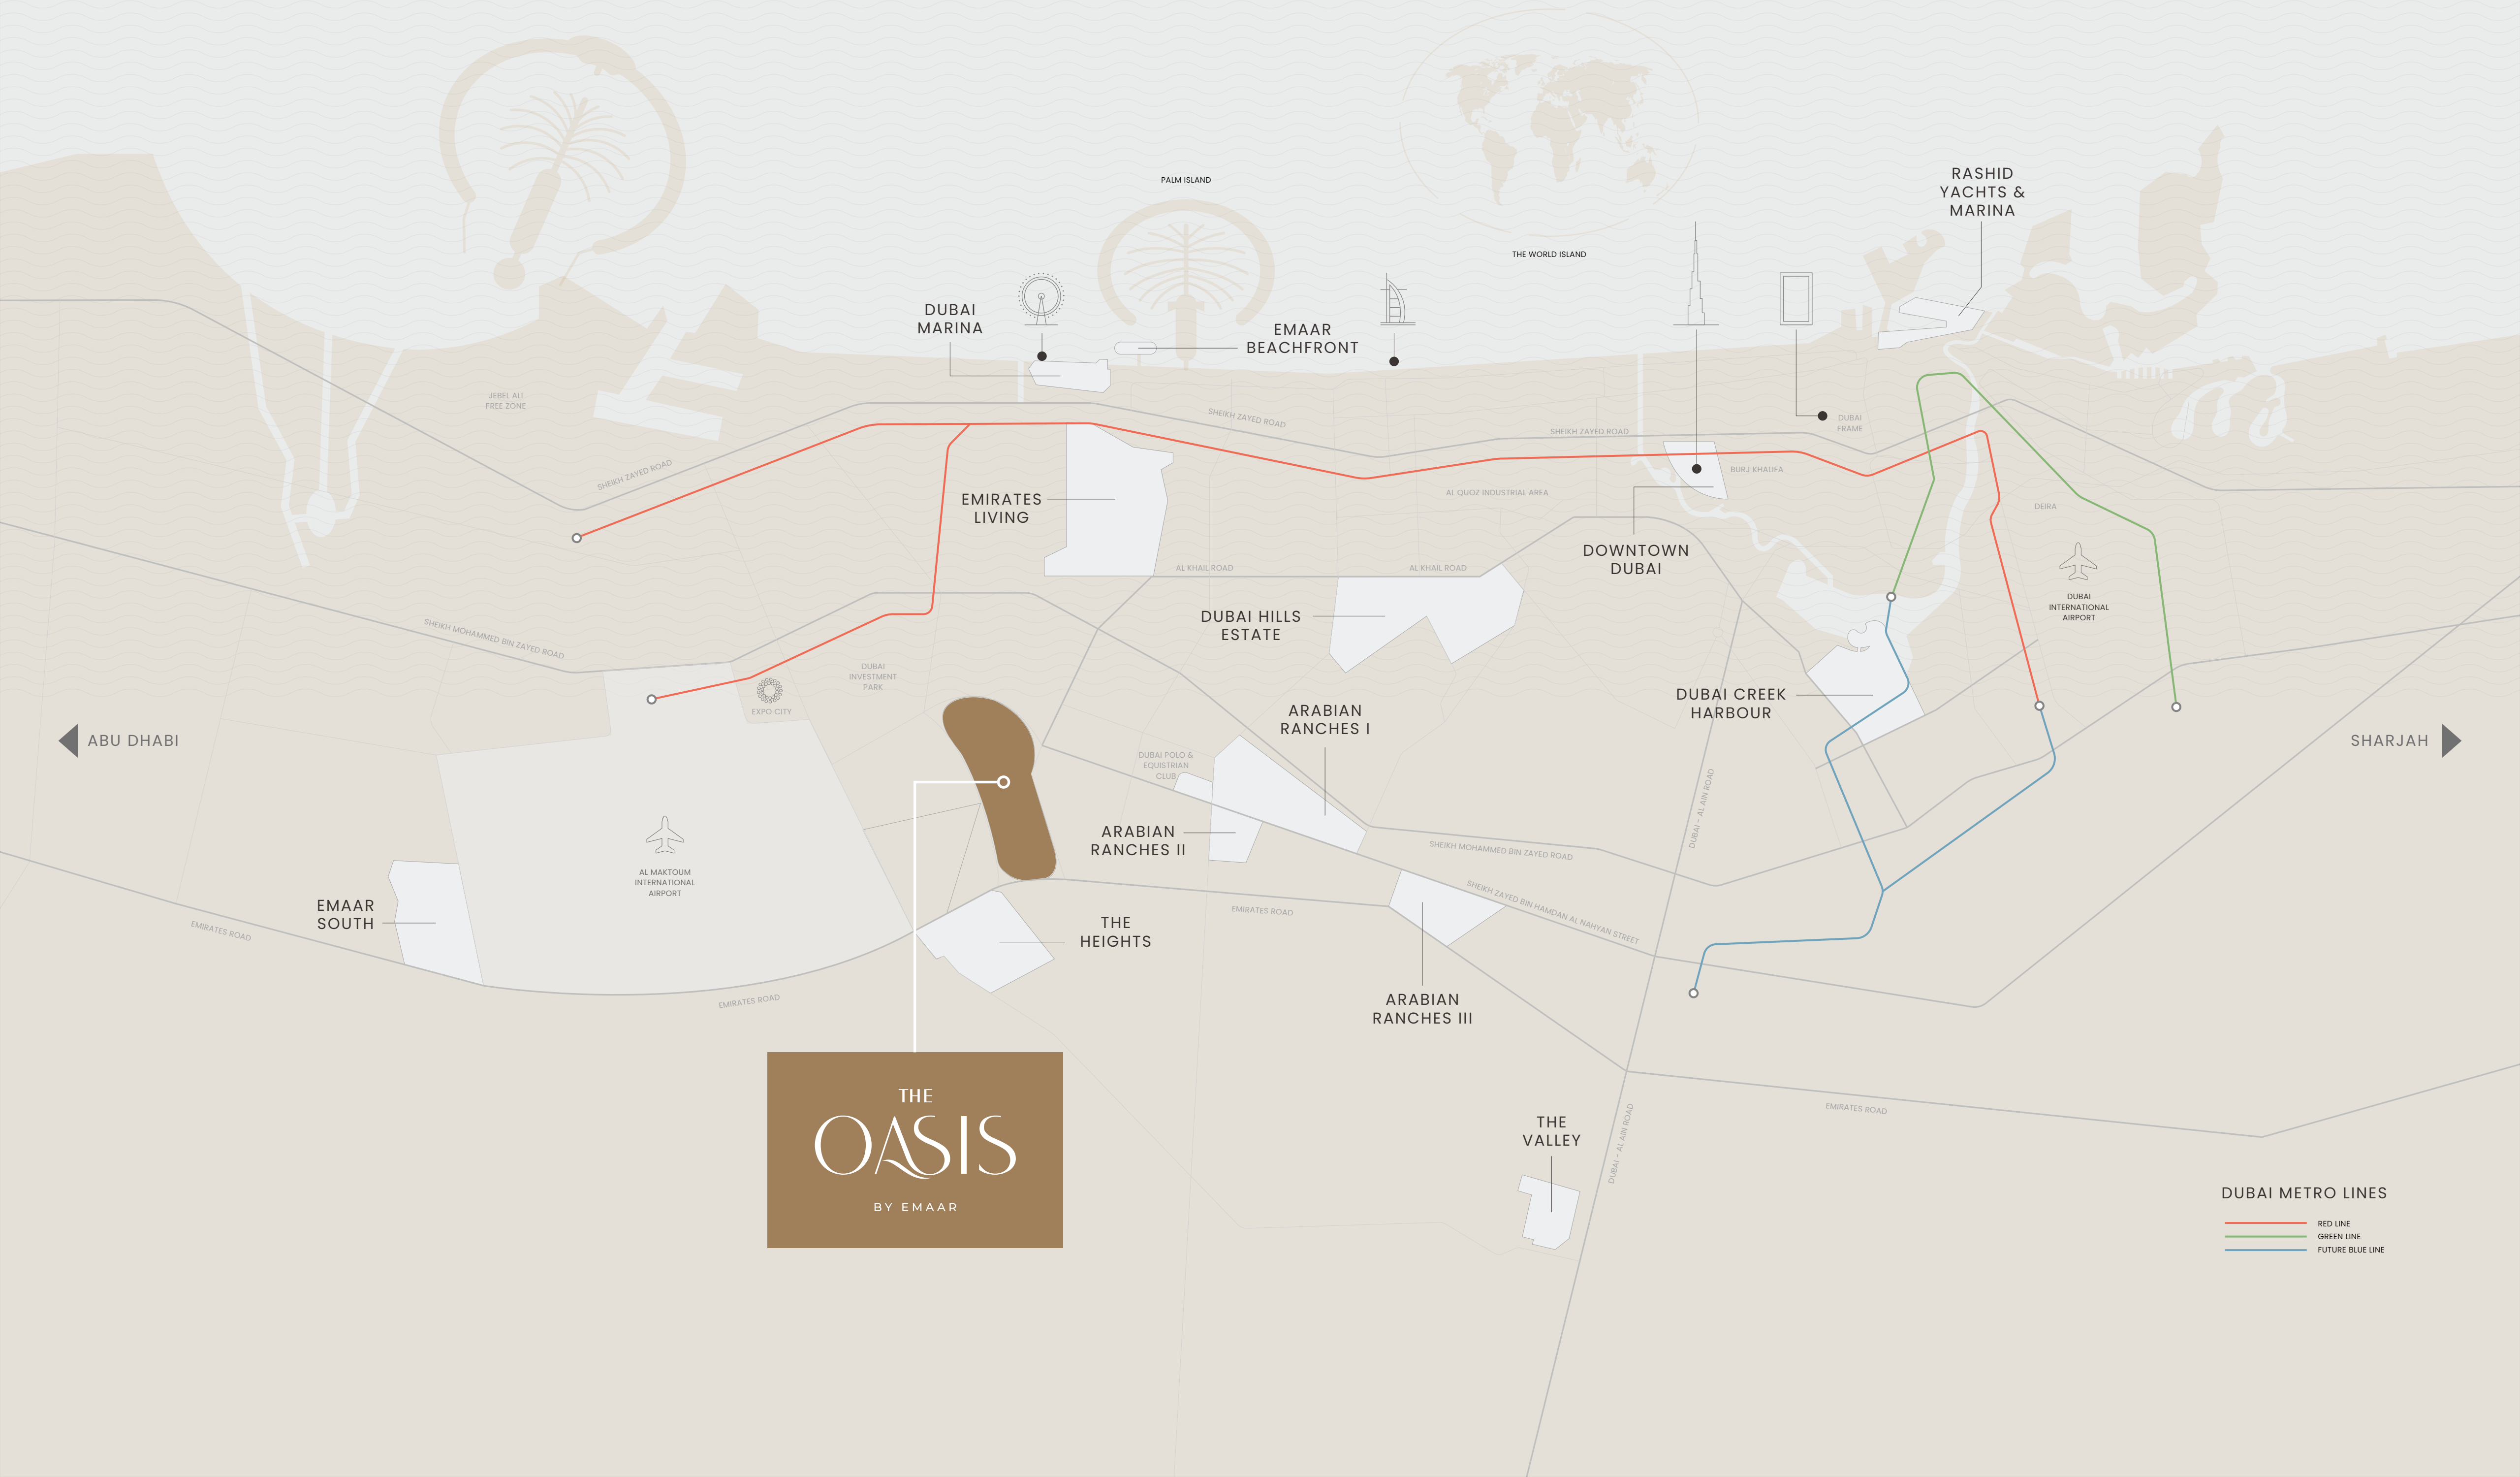 PALM ISLAND
THE WORLD ISLAND
RASHID
YACHTS &
MARINA
DUBAI
MARINA
EMAAR
BEACHFRONT
JEBEL ALI
FREE ZONE
SHEIKH ZAYED ROAD
SHEIKH ZAYED ROAD
SHEIKH ZAYED ROAD
DUBAI
FRAME
BURJ KHALIFA
AL QUOZ INDUSTRIAL AREA
EMIRATES
LIVING
DEIRA
DOWNTOWN
DUBAI
AL KHAIL ROAD
AL KHAIL ROAD
DUBAI
INTERNATIONAL
AIRPORT
DUBAI HILLS
ESTATE
SHEIKH MOHAMMED BIN ZAYED ROAD
DUBAI
INVESTMENT
PARK
EXPO CITY
DUBAI CREEK
HARBOUR
ARABIAN
RANCHES I
ABU DHABI
SHARJAH
DUBAI POLO &
EQUISTRIAN
CLUB
DUBAI - AL AIN ROAD
ARABIAN
RANCHES II
SHEIKH MOHAMMED BIN ZAYED ROAD
AL MAKTOUM
INTERNATIONAL
AIRPORT
SHEIKH ZAYED BIN HAMDAN AL NAHYAN STREET
EMAAR
SOUTH
EMIRATES ROAD
EMIRATES ROAD
THE
HEIGHTS
EMIRATES ROAD
ARABIAN
RANCHES III
THE
OASIS
BY EMAAR
EMIRATES ROAD
THE
VALLEY
DUBAI - AL AIN ROAD
DUBAI METRO LINES
RED LINE
GREEN LINE
FUTURE BLUE LINE